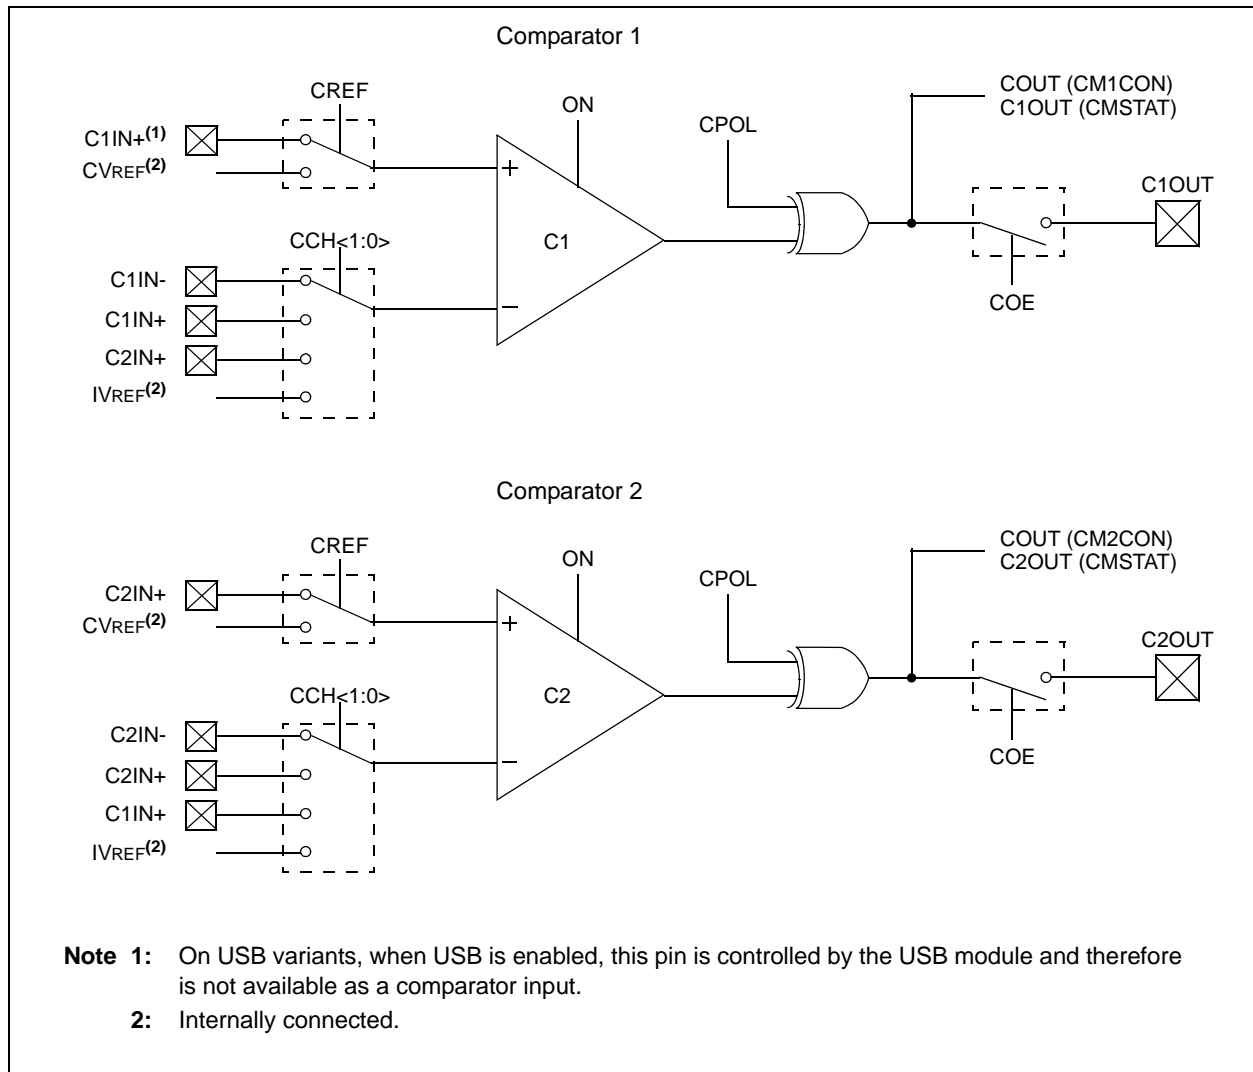 Comparator 1
CREF
ON
CPOL
COUT (CM1CON)
C1OUT (CMSTAT)
C1IN+(1)
CVREF(2)
C1OUT
+
CCH<1:0>
C1
C1IN-
C1IN+
C2IN+
IVREF(2)
−
COE
Comparator 2
CREF
ON
CPOL
COUT (CM2CON)
C2OUT (CMSTAT)
C2IN+
CVREF(2)
C2OUT
+
CCH<1:0>
C2
C2IN-
C2IN+
C1IN+
IVREF(2)
−
COE
Note 1: On USB variants, when USB is enabled, this pin is controlled by the USB module and therefore
is not available as a comparator input.
2: Internally connected.